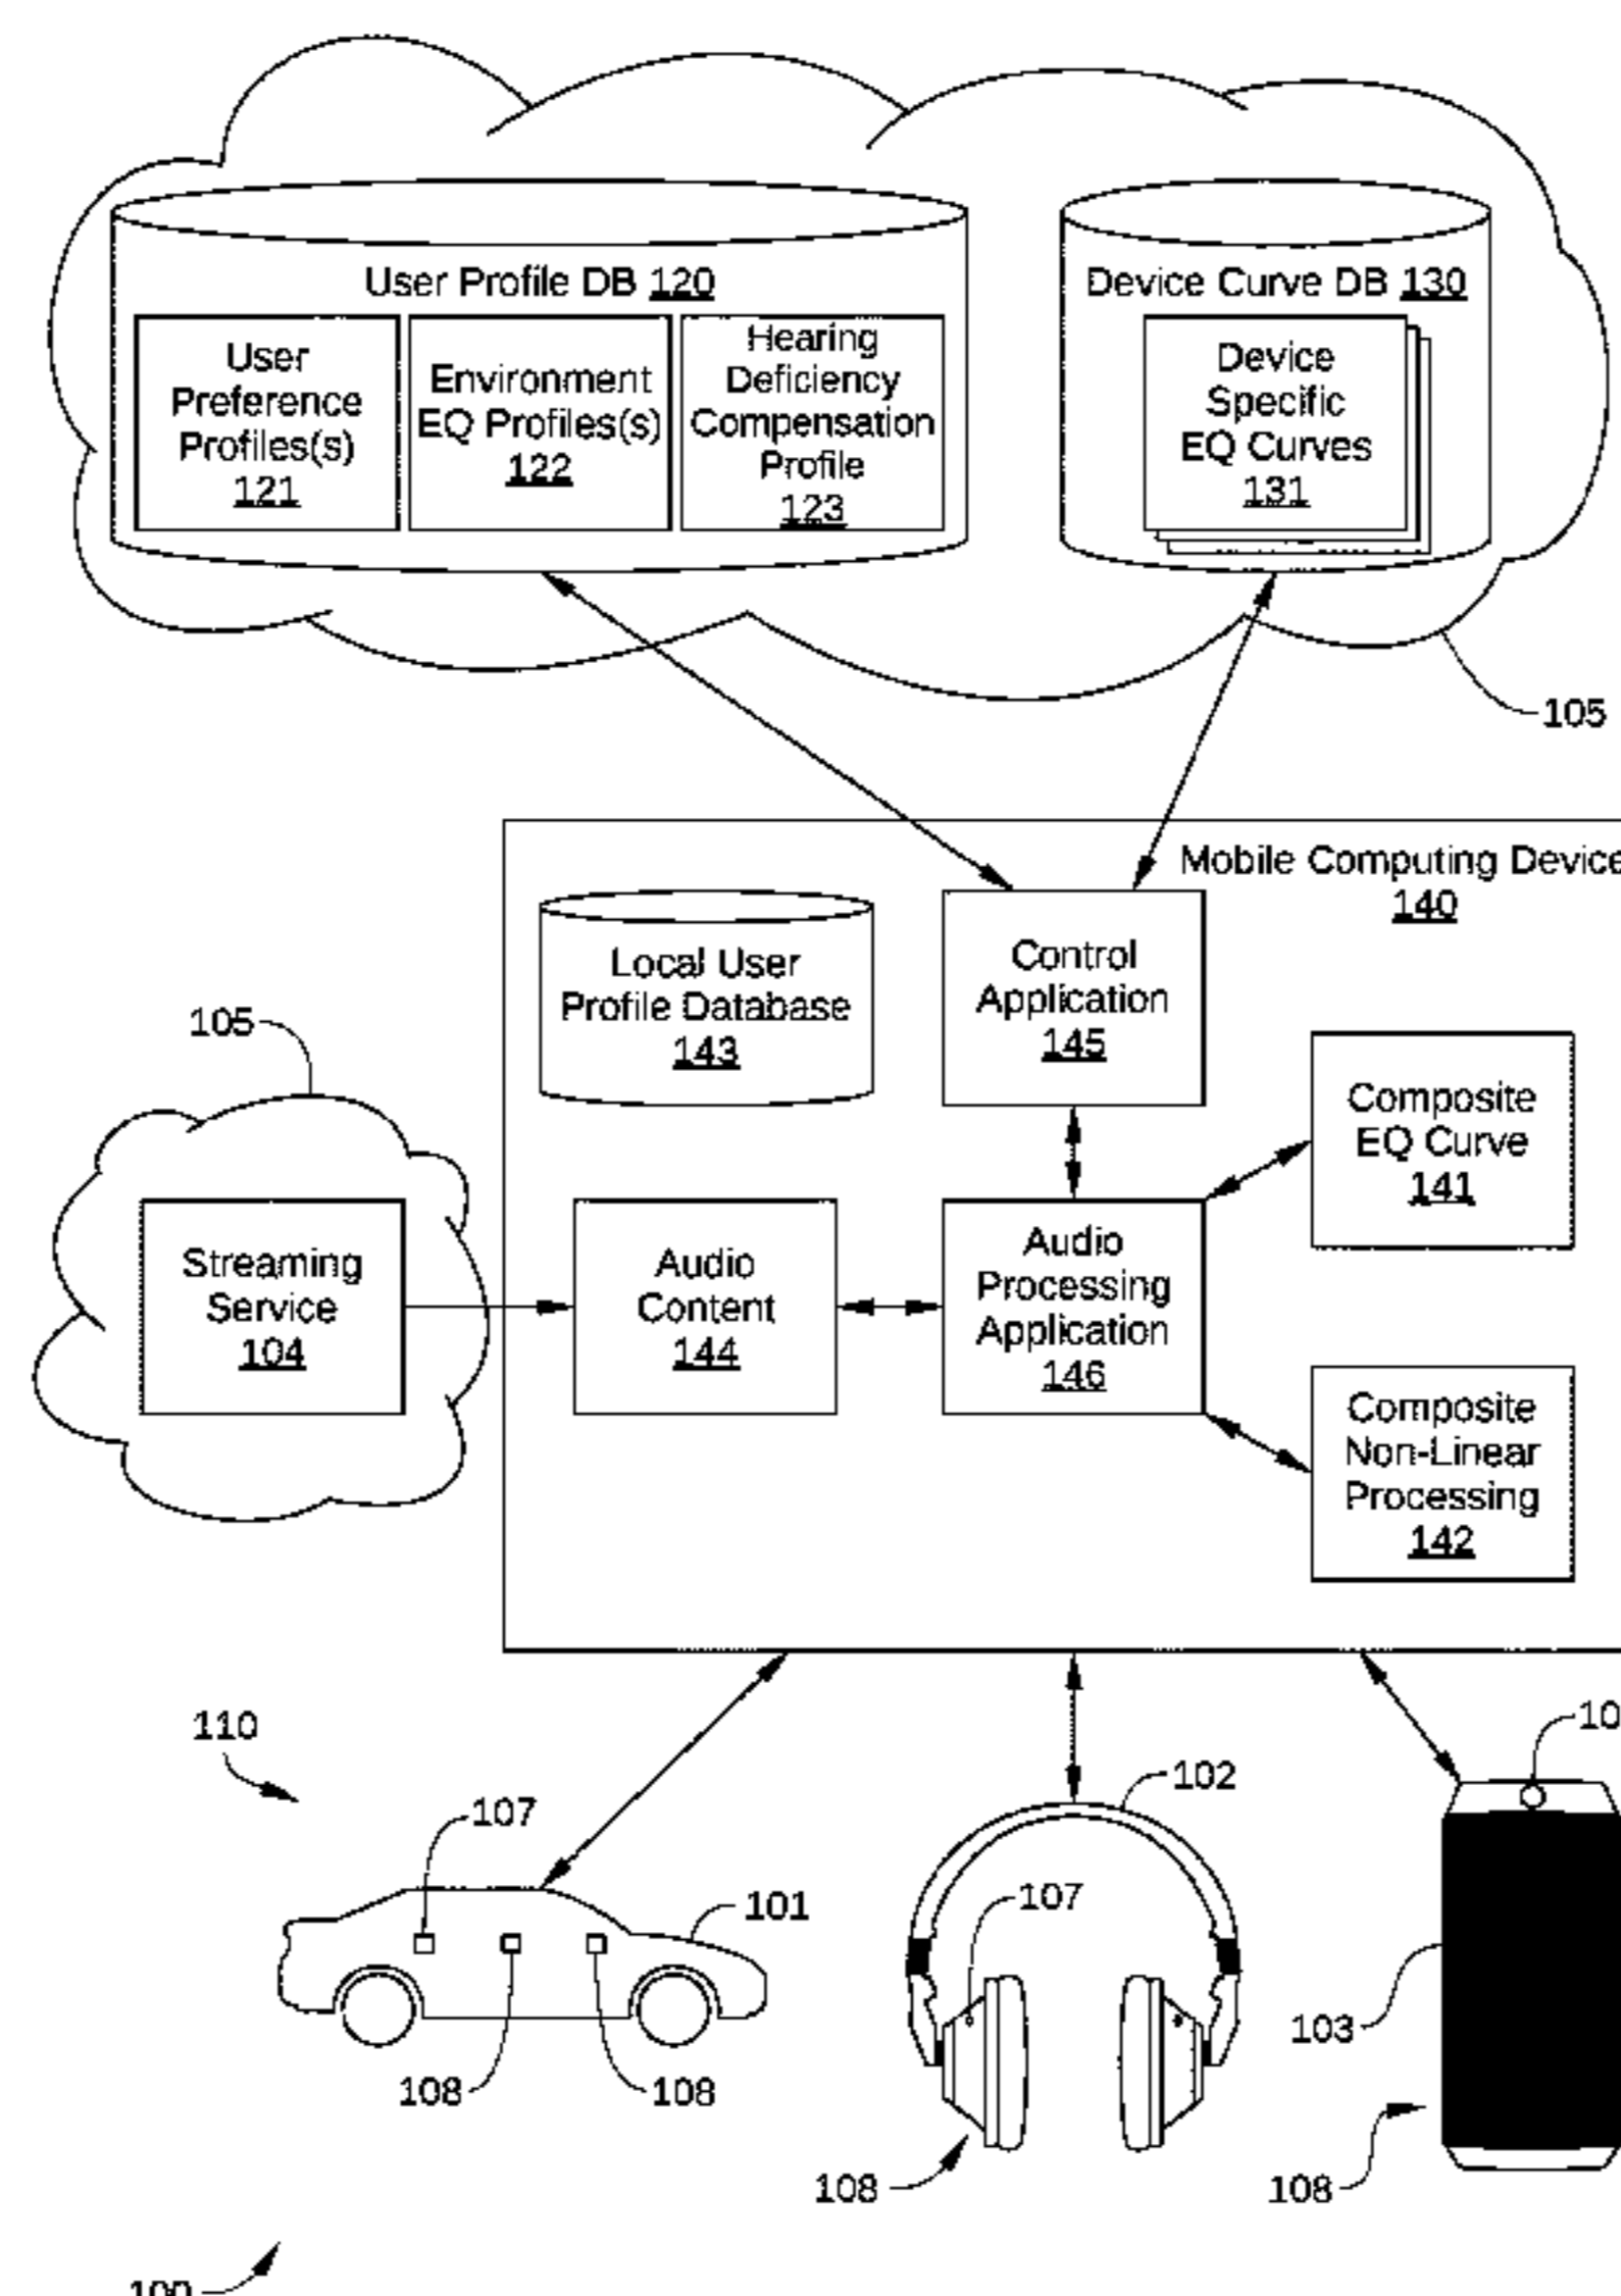 User Profile DB 120
Device Curve DB 130
User
Preference
Profiles(s)
121
Environment
EQ Profiles(s)
122
Hearing
Deficiency
Compensation
Profile
123
Device
Specific
EQ Curves
131
105
Mobile Computing Device
140
Local User
Profile Database
143
Control
Application
145
105
Composite
EQ Curve
141
Streaming
Service
104
Audio
Content
144
Audio
Processing
Application
146
Composite
Non-Linear
Processing
142
110
10
102
107
107
101
103
108
108
108
108
100